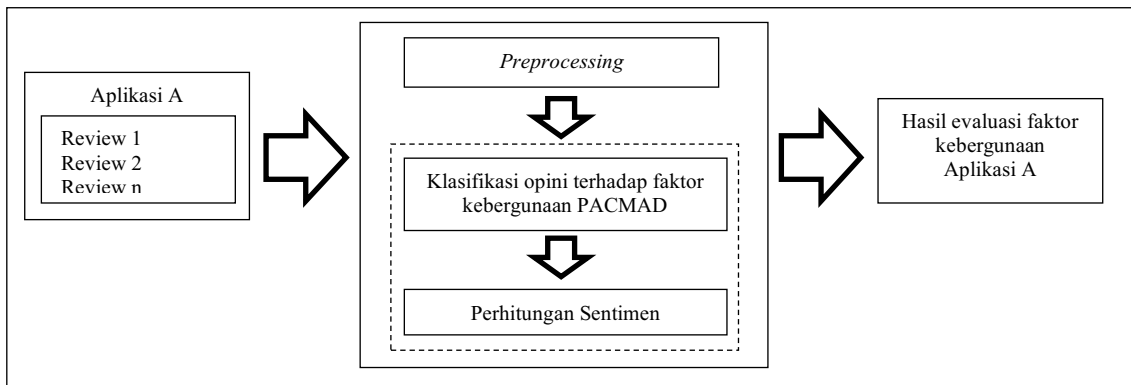 Aplikasi A
Review 1
Review 2
Review n
Preprocessing
Klasifikasi opini terhadap faktor
kebergunaan PACMAD
Perhitungan Sentimen
Hasil evaluasi faktor
kebergunaan
Aplikasi A